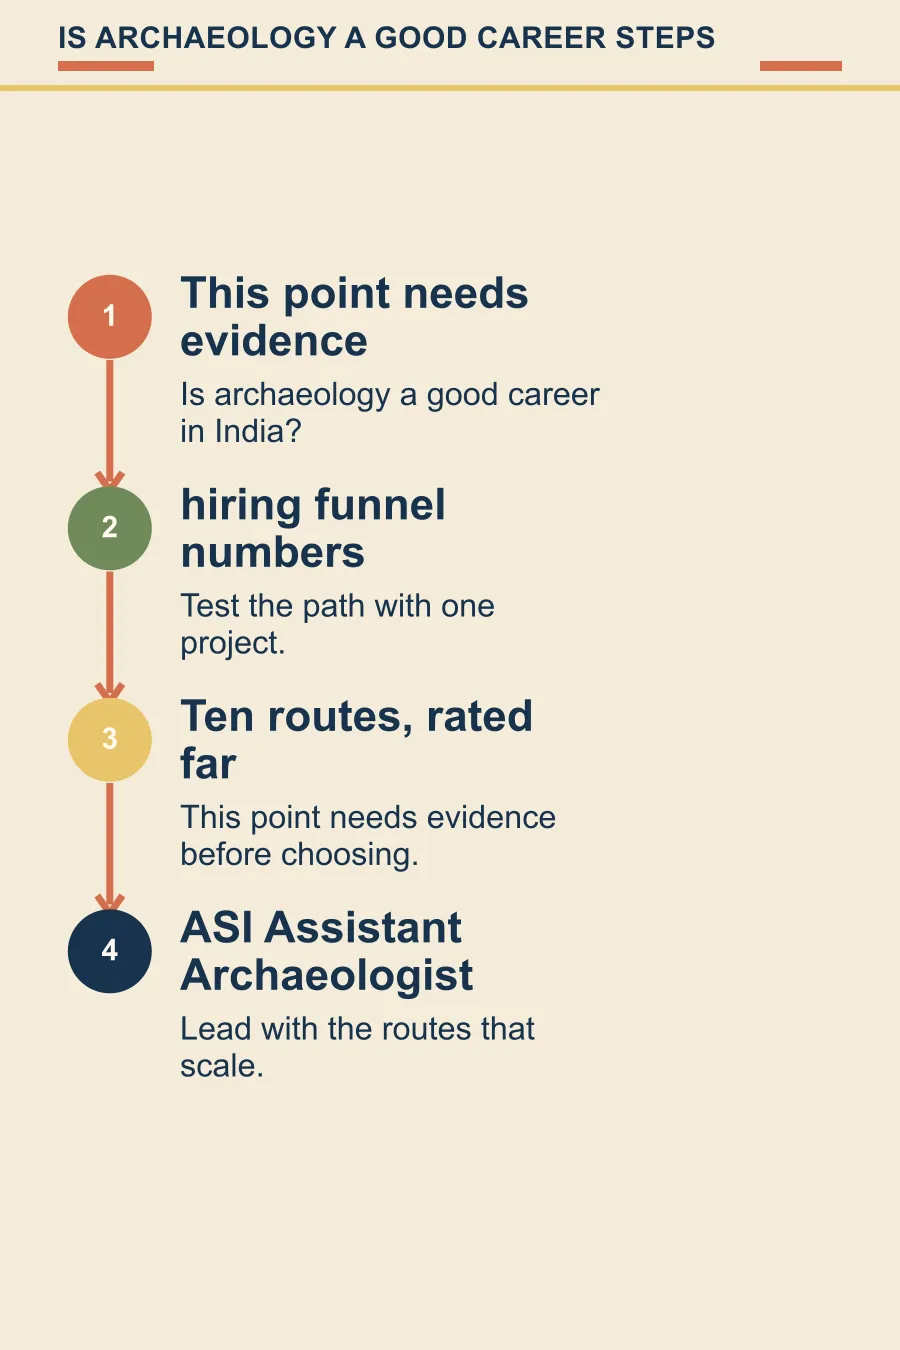 IS ARCHAEOLOGY A GOOD CAREER STEPS
1
This point needs
evidence
Is archaeology a good career
in India?
2
hiring funnel
numbers
Test the path with one
project.
3
Ten routes, rated
far
This point needs evidence
before choosing.
4
ASI Assistant
Archaeologist
Lead with the routes that
scale.